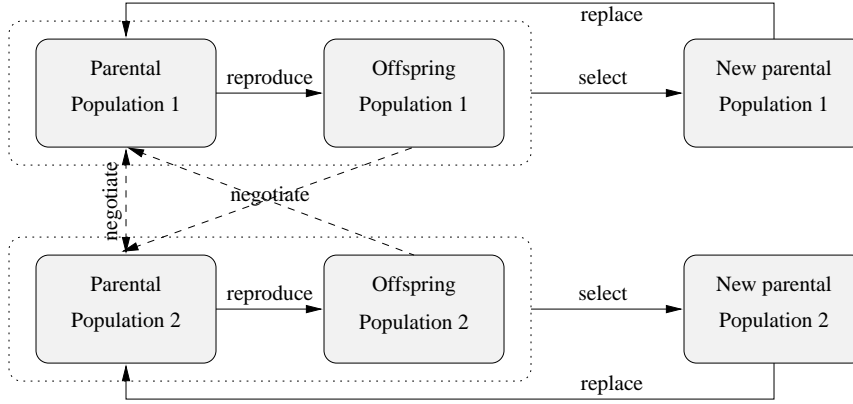 replace
Parental
Population 1
reproduce
Offspring
Population 1
select
New parental
Population 1
negotiate
negotiate
Parental
Population 2
reproduce
Offspring
Population 2
select
New parental
Population 2
replace